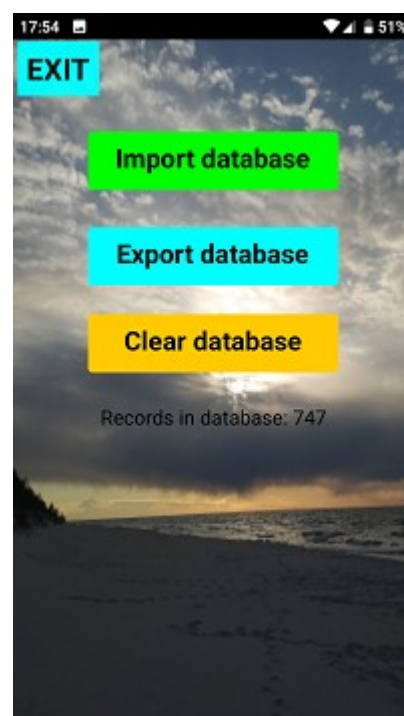 17:54 51%
EXIT
Import database
Export database
Clear database
Records in database: 747